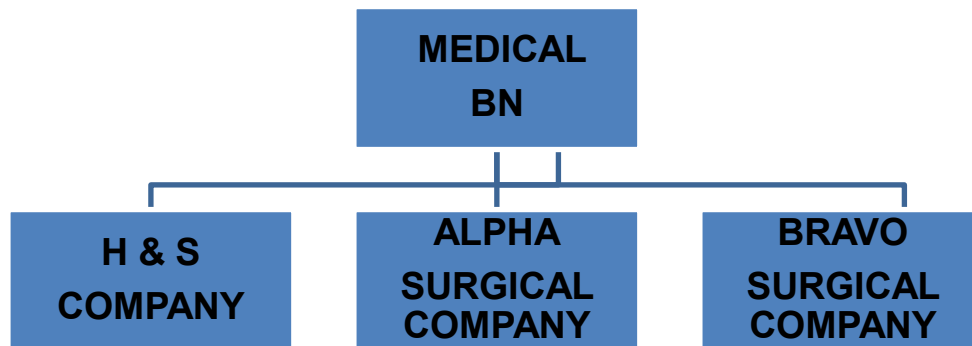 MEDICAL
BN
H & S
COMPANY
ALPHA
SURGICAL
COMPANY
BRAVO
SURGICAL
COMPANY